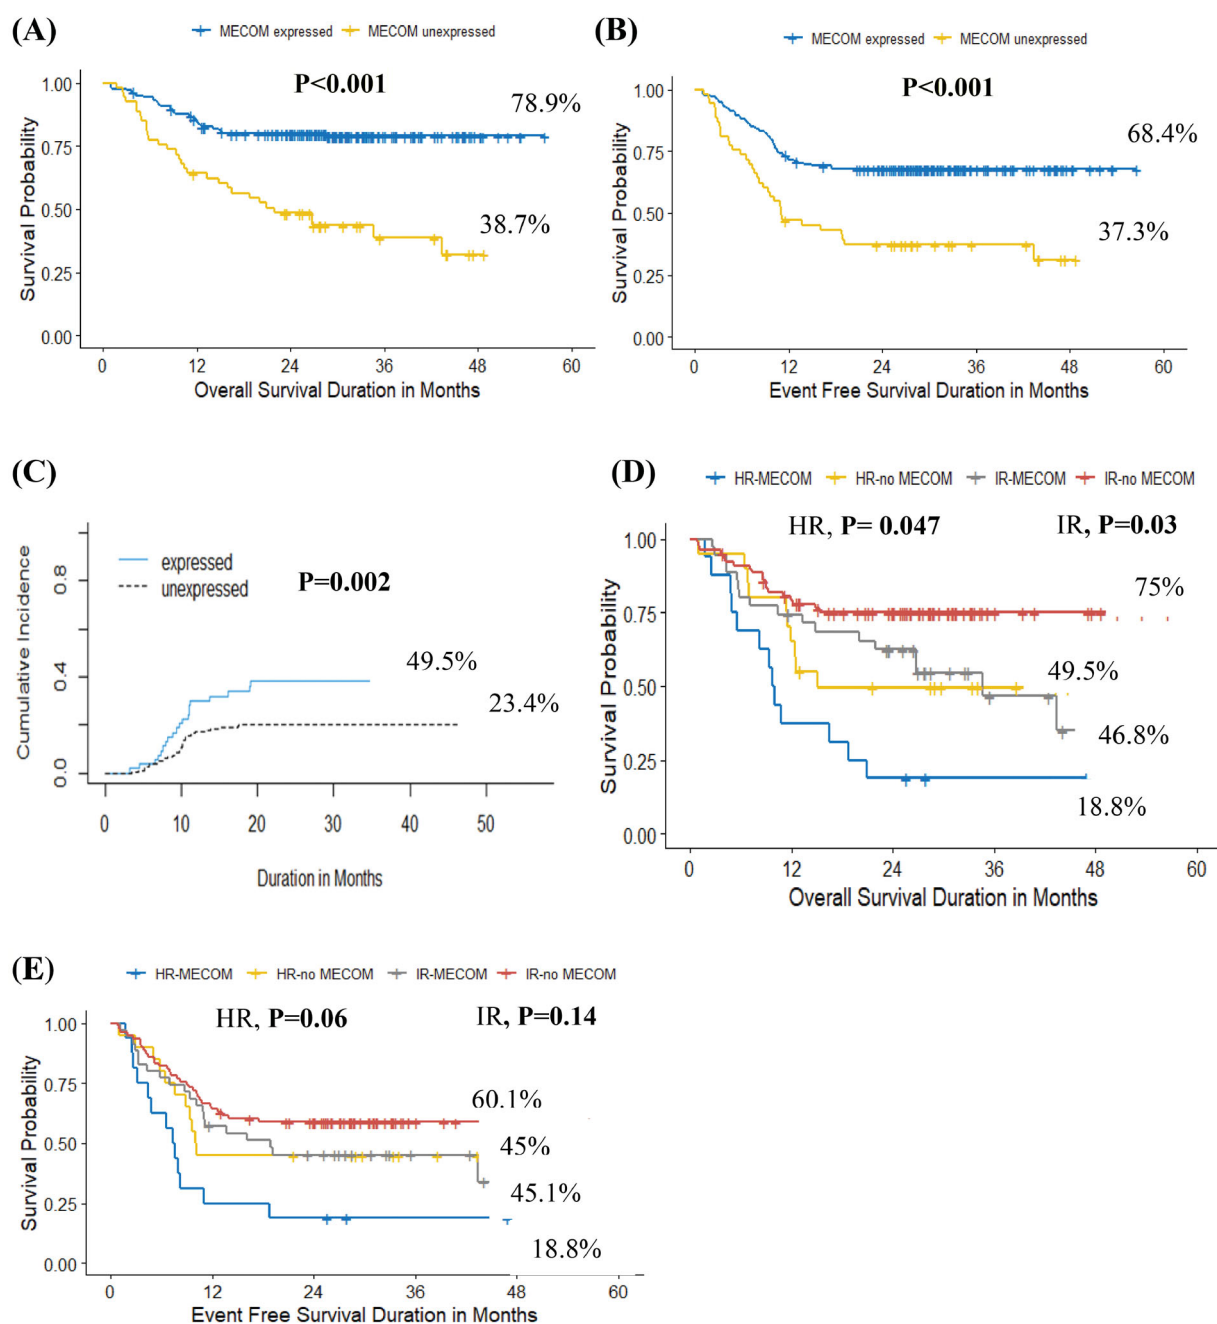 (A)
MECOM expressed MECOM unexpressed
P<0.001
78.9%
38.7%
1.00
0.75
0.50
0.25
0.00
Survival Probability
0 12 24 36 48 60
Overall Survival Duration in Months
(B)
MECOM expressed MECOM unexpressed
P<0.001
68.4%
37.3%
1.00
0.75
0.50
0.25
0.00
Survival Probability
0 12 24 36 48 60
Event Free Survival Duration in Months
(C)
expressed
unexpressed
P=0.002
49.5%
23.4%
0.8
0.4
0.0
Cumulative Incidence
0 10 20 30 40 50
Duration in Months
(D)
HR-MECOM HR-no MECOM IR-MECOM IR-no MECOM
HR, P= 0.047 IR, P=0.03
75%
49.5%
46.8%
18.8%
1.00
0.75
0.50
0.25
0.00
Survival Probability
0 12 24 36 48 60
Overall Survival Duration in Months
(E)
HR-MECOM HR-no MECOM IR-MECOM IR-no MECOM
HR, P=0.06 IR, P=0.14
60.1%
45%
45.1%
18.8%
1.00
0.75
0.50
0.25
0.00
Survival Probability
0 12 24 36 48 60
Event Free Survival Duration in Months